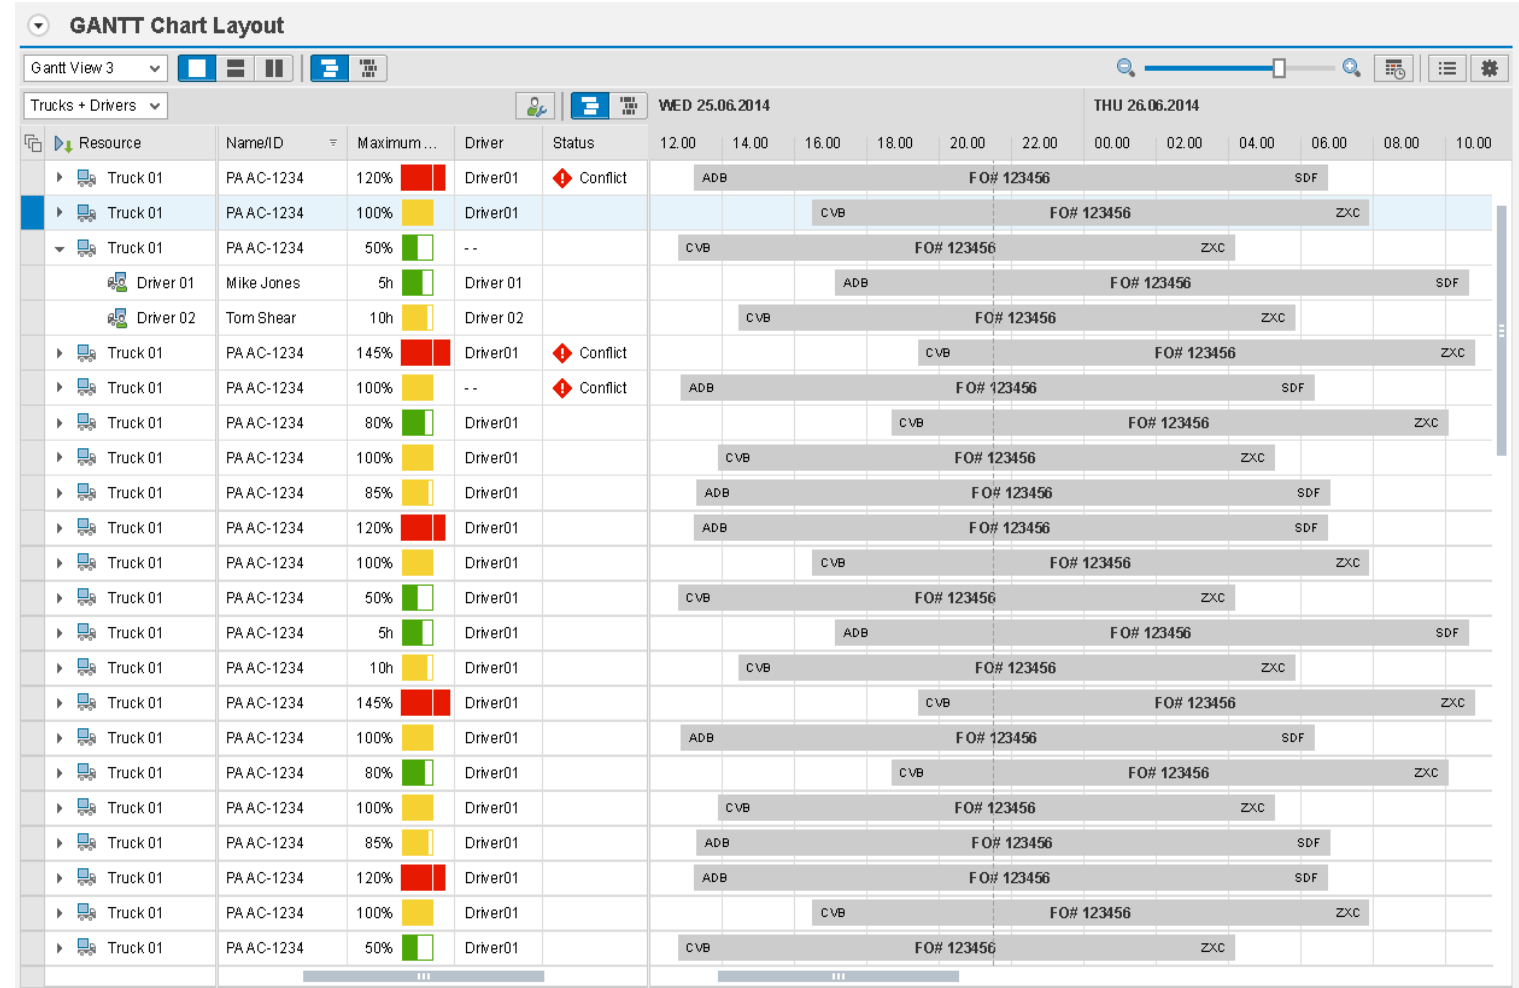 GANTT Chart Layout
Gantt View 3
Trucks + Drivers WED 25.06.2014 THU 26.06.2014
Resource Name/ID Maximum... Driver Status 12.00 14.00 16.00 18.00 20.00 22.00 00.00 02.00 04.00 06.00 08.00 10.00
Truck 01 PA AC-1234 120% Driver01 Conflict ADB FO# 123456 SDF
Truck 01 PA AC-1234 100% Driver01 CVB FO# 123456 ZXC
Truck 01 PA AC-1234 50% - - CVB FO# 123456 ZXC
Driver 01 Mike Jones 5h Driver 01 ADB FO# 123456 SDF
Driver 02 Tom Shear 10h Driver 02 CVB FO# 123456 ZXC
Truck 01 PA AC-1234 145% Driver01 Conflict CVB FO# 123456 ZXC
Truck 01 PA AC-1234 100% - - Conflict ADB FO# 123456 SDF
Truck 01 PA AC-1234 80% Driver01 CVB FO# 123456 ZXC
Truck 01 PA AC-1234 100% Driver01 CVB FO# 123456 ZXC
Truck 01 PA AC-1234 85% Driver01 ADB FO# 123456 SDF
Truck 01 PA AC-1234 120% Driver01 ADB FO# 123456 SDF
Truck 01 PA AC-1234 100% Driver01 CVB FO# 123456 ZXC
Truck 01 PA AC-1234 50% Driver01 CVB FO# 123456 ZXC
Truck 01 PA AC-1234 5h Driver01 ADB FO# 123456 SDF
Truck 01 PA AC-1234 10h Driver01 CVB FO# 123456 ZXC
Truck 01 PA AC-1234 145% Driver01 CVB FO# 123456 ZXC
Truck 01 PA AC-1234 100% Driver01 ADB FO# 123456 SDF
Truck 01 PA AC-1234 80% Driver01 CVB FO# 123456 ZXC
Truck 01 PA AC-1234 100% Driver01 CVB FO# 123456 ZXC
Truck 01 PA AC-1234 85% Driver01 ADB FO# 123456 SDF
Truck 01 PA AC-1234 120% Driver01 ADB FO# 123456 SDF
Truck 01 PA AC-1234 100% Driver01 CVB FO# 123456 ZXC
Truck 01 PA AC-1234 50% Driver01 CVB FO# 123456 ZXC